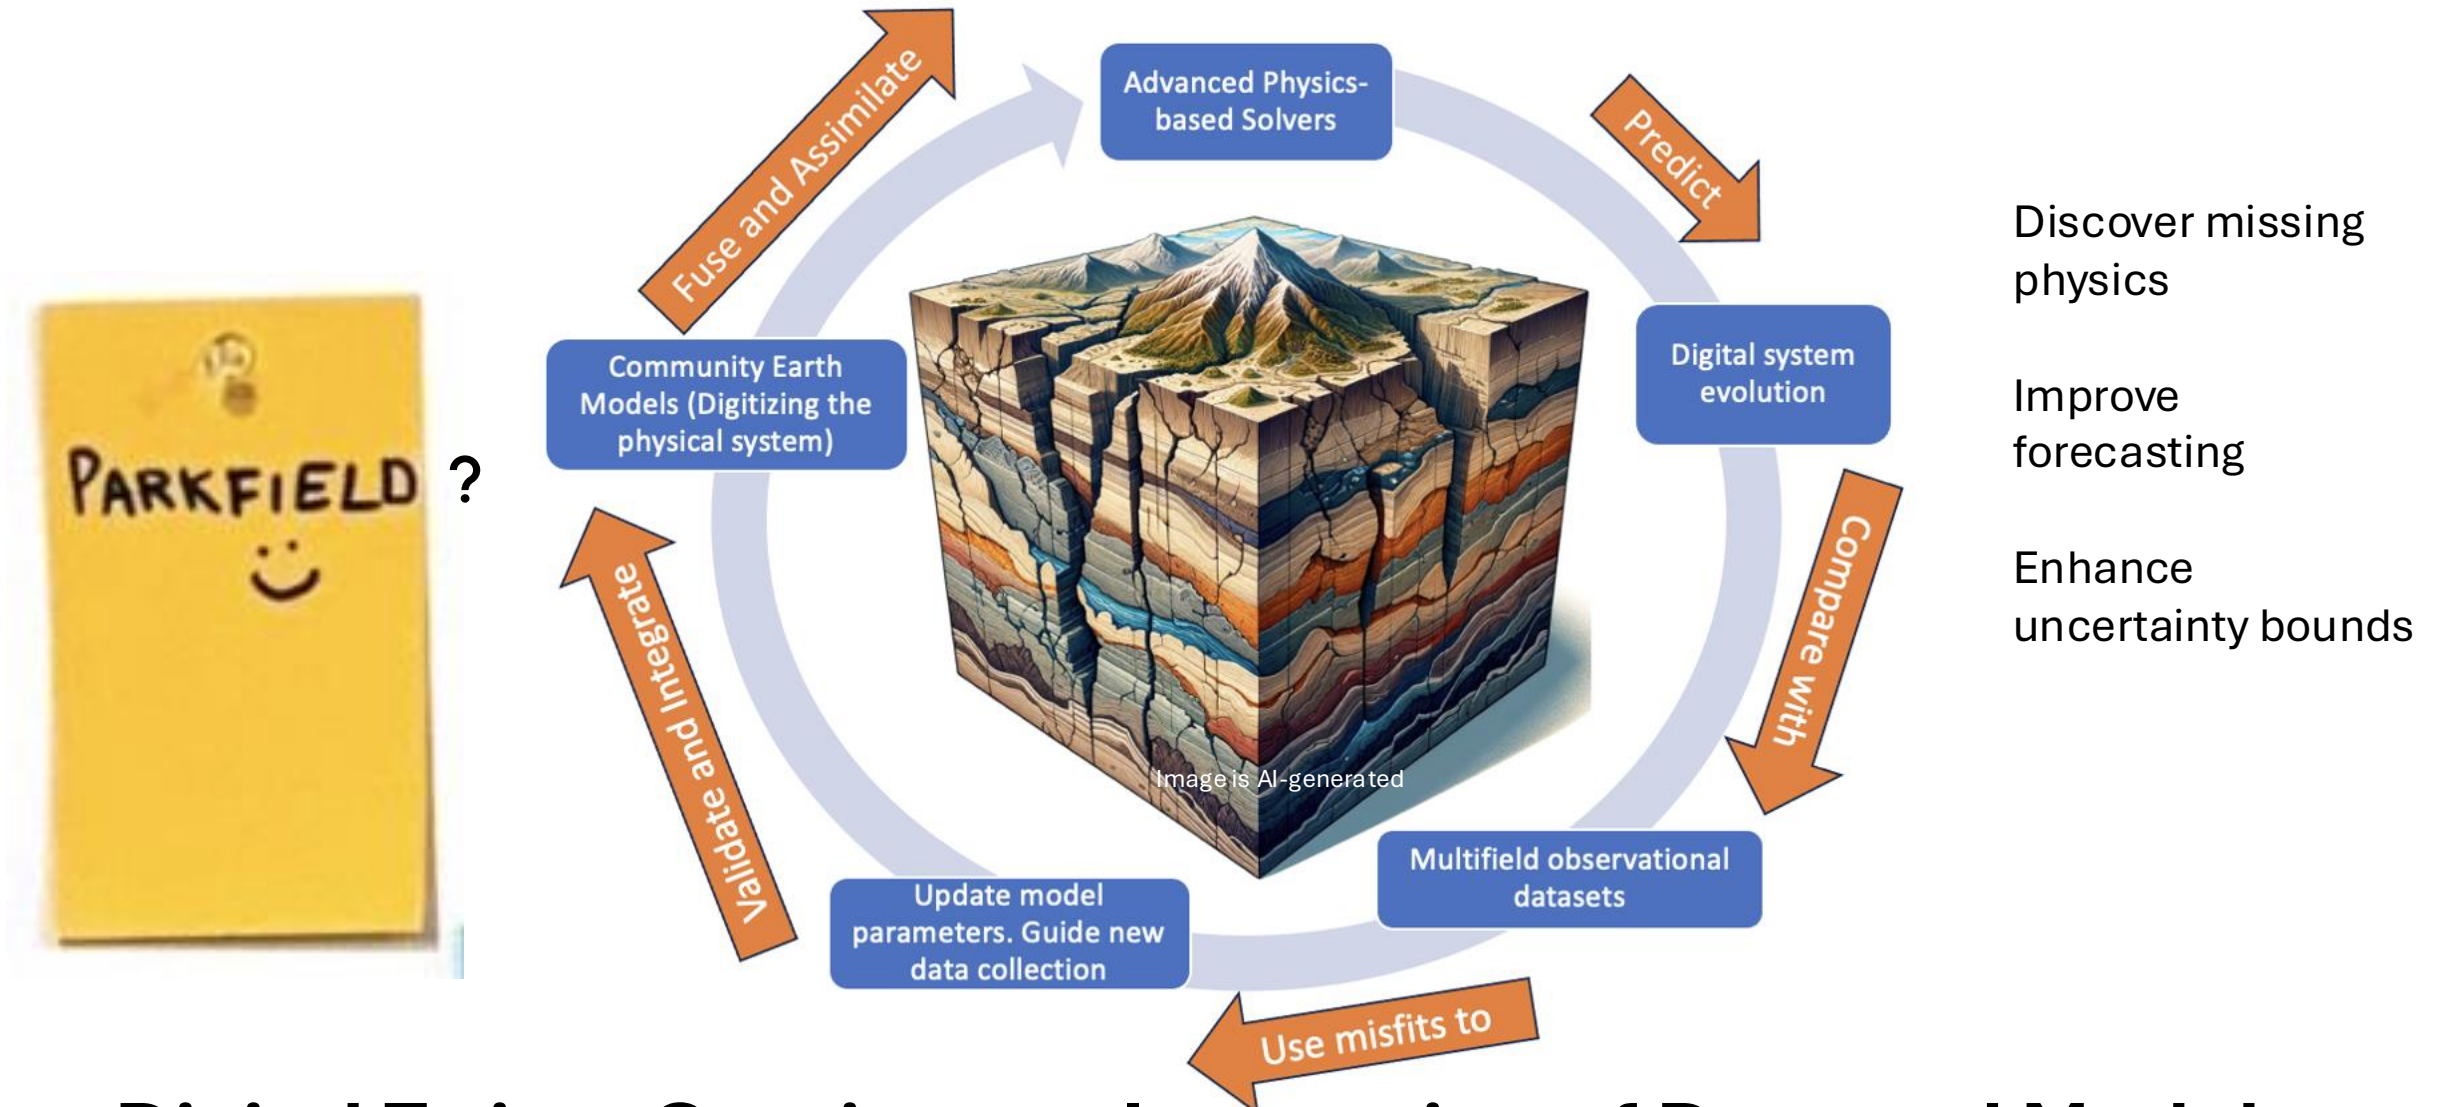 PARKFIELD
?
Fuse and Assimilate
Advanced Physics-
based Solvers
Predict
Digital system
evolution
Compare with
Multifield observational
datasets
Use misfits to
Update model
parameters. Guide new
data collection
Validate and Integrate
Community Earth
Models (Digitizing the
physical system)
Image is AI-generated
Discover missing
physics
Improve
forecasting
Enhance
uncertainty bounds